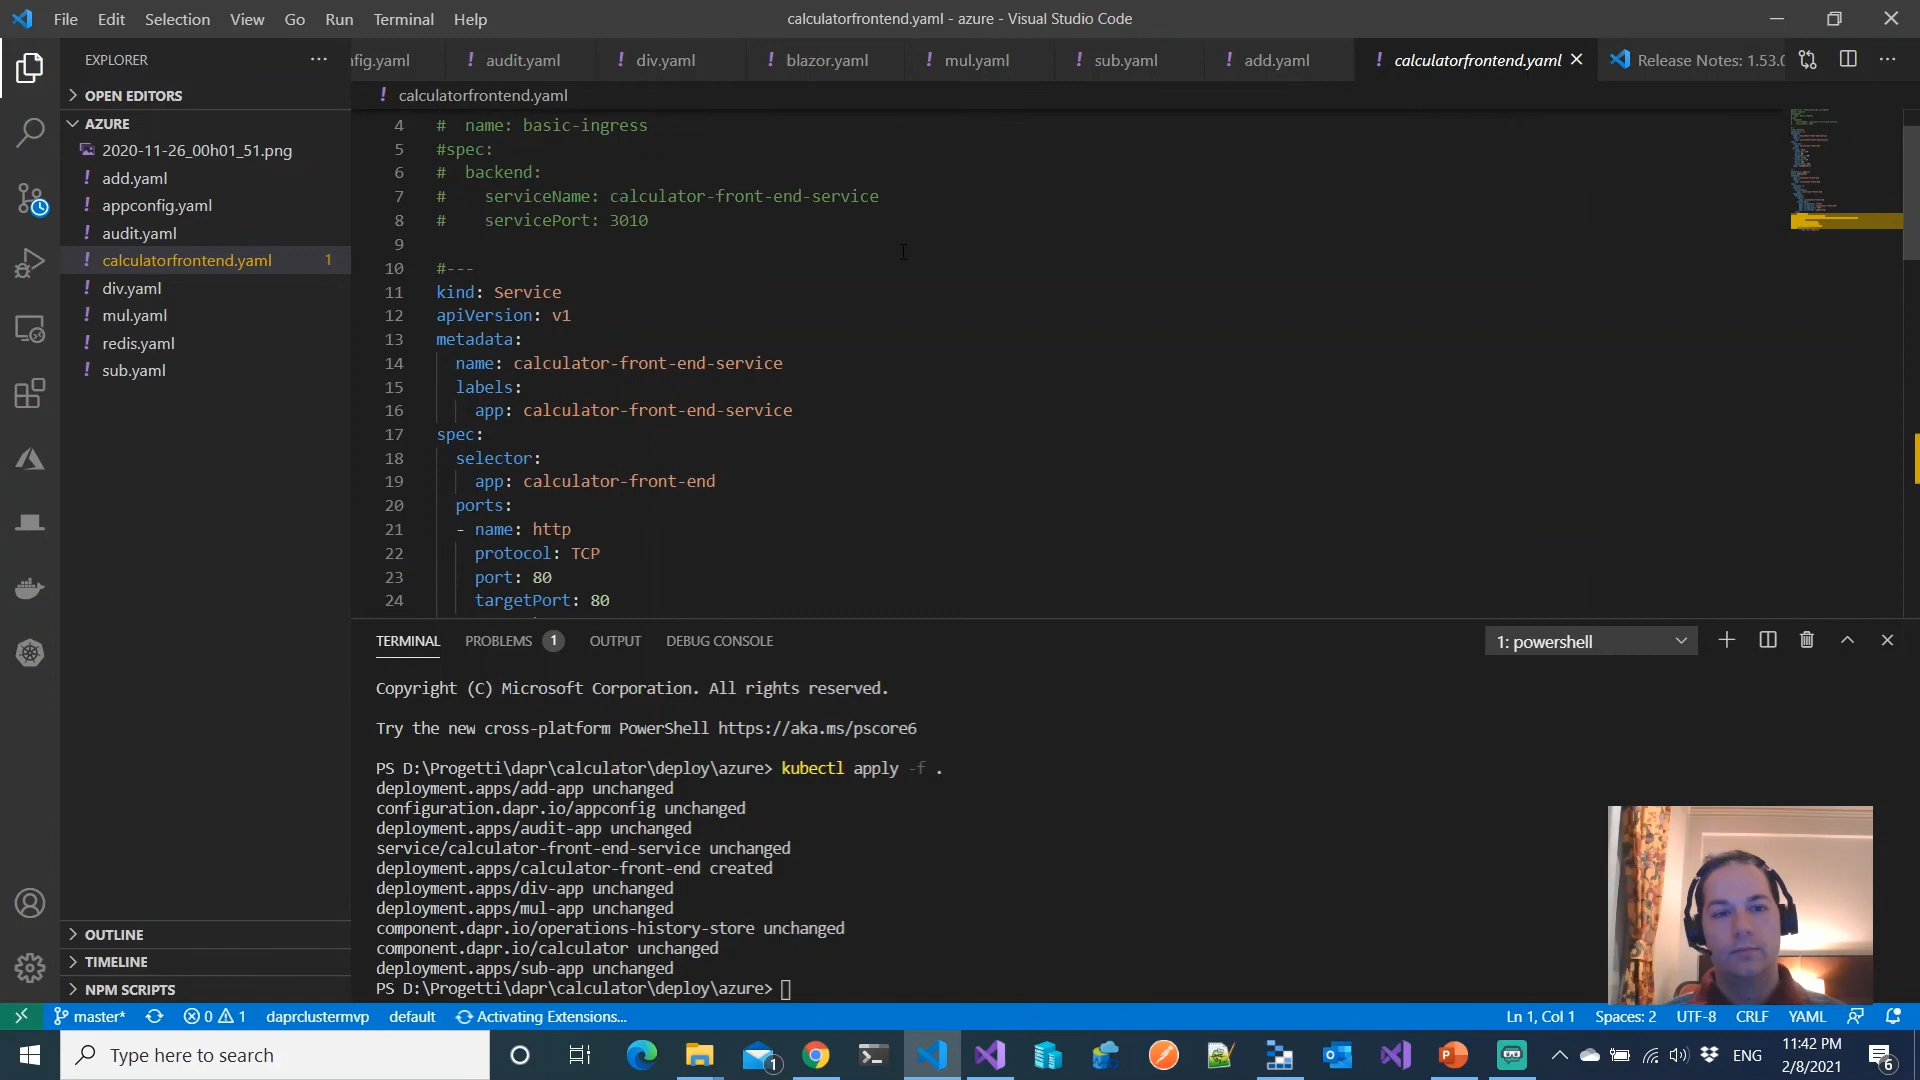 File Edit Selection View Go Run Terminal Help
calculatorfrontend.yaml - azure - Visual Studio Code
EXPLORER
OPEN EDITORS
AZURE
2020-11-26_00h01_51.png
! add.yaml
! appconfig.yaml
! audit.yaml
! calculatorfrontend.yaml 1
! div.yaml
! mul.yaml
! redis.yaml
! sub.yaml
OUTLINE
TIMELINE
NPM SCRIPTS
fig.yaml ! audit.yaml ! div.yaml ! blazor.yaml ! mul.yaml ! sub.yaml ! add.yaml ! calculatorfrontend.yaml Release Notes: 1.53.0
! calculatorfrontend.yaml
4 # name: basic-ingress
5 #spec:
6 # backend:
7 # serviceName: calculator-front-end-service
8 # servicePort: 3010
9
10 #---
11 kind: Service
12 apiVersion: v1
13 metadata:
14 name: calculator-front-end-service
15 labels:
16 app: calculator-front-end-service
17 spec:
18 selector:
19 app: calculator-front-end
20 ports:
21 - name: http
22 protocol: TCP
23 port: 80
24 targetPort: 80
TERMINAL PROBLEMS 1 OUTPUT DEBUG CONSOLE 1: powershell
Copyright (C) Microsoft Corporation. All rights reserved.
Try the new cross-platform PowerShell https://aka.ms/pscore6
PS D:\Progetti\dapr\calculator\deploy\azure> kubectl apply -f .
deployment.apps/add-app unchanged
configuration.dapr.io/appconfig unchanged
deployment.apps/audit-app unchanged
service/calculator-front-end-service unchanged
deployment.apps/calculator-front-end created
deployment.apps/div-app unchanged
deployment.apps/mul-app unchanged
component.dapr.io/operations-history-store unchanged
component.dapr.io/calculator unchanged
deployment.apps/sub-app unchanged
PS D:\Progetti\dapr\calculator\deploy\azure>
master* 0 1 daprclustermvp default Activating Extensions... Ln 1, Col 1 Spaces: 2 UTF-8 CRLF YAML
Type here to search
1
ENG
11:42 PM
2/8/2021
6